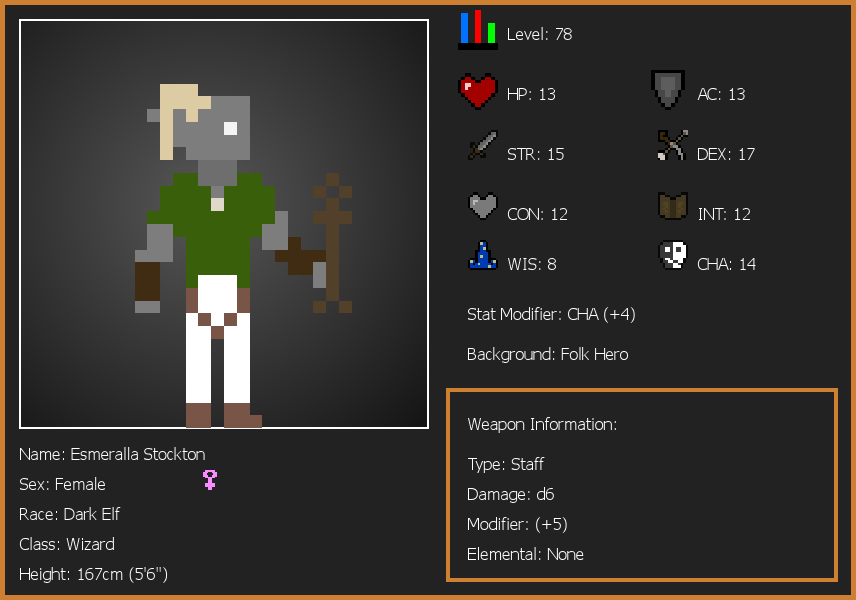 Level: 78
HP: 13
AC: 13
STR: 15
DEX: 17
CON: 12
INT: 12
WIS: 8
CHA: 14
Stat Modifier: CHA (+4)
Background: Folk Hero
Weapon Information:
Type: Staff
Damage: d6
Modifier: (+5)
Elemental: None
Name: Esmeralla Stockton
Sex: Female
Race: Dark Elf
Class: Wizard
Height: 167cm (5'6")